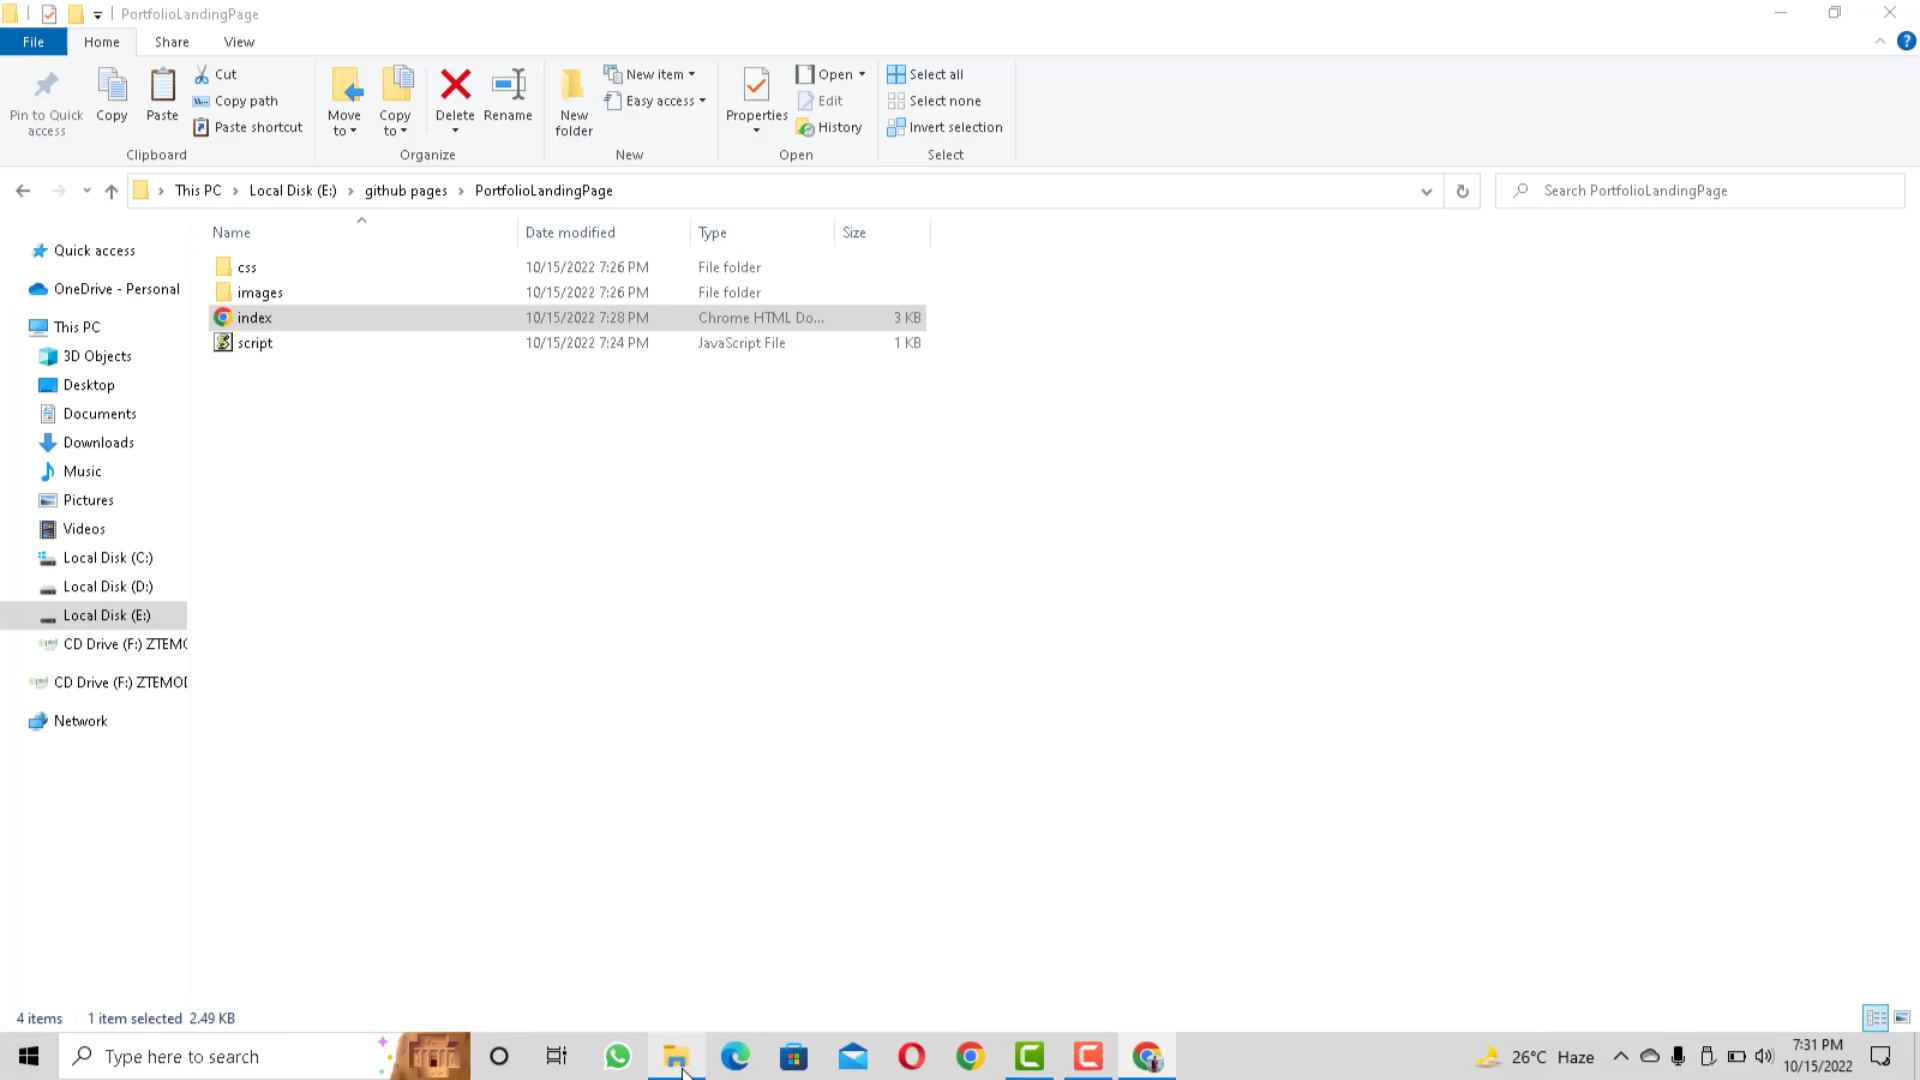 PortfolioLandingPage
File Home Share View
Pin to Quick access
Copy
Paste
Cut
Copy path
Paste shortcut
Clipboard
Move to
Copy to
Delete
Rename
Organize
New folder
New item
Easy access
New
Properties
Open
Edit
History
Open
Select all
Select none
Invert selection
Select
This PC > Local Disk (E:) > github pages > PortfolioLandingPage
Search PortfolioLandingPage
Name Date modified Type Size
css 10/15/2022 7:26 PM File folder
images 10/15/2022 7:26 PM File folder
index 10/15/2022 7:28 PM Chrome HTML Do... 3 KB
script 10/15/2022 7:24 PM JavaScript File 1 KB
Quick access
OneDrive - Personal
This PC
3D Objects
Desktop
Documents
Downloads
Music
Pictures
Videos
Local Disk (C:)
Local Disk (D:)
Local Disk (E:)
CD Drive (F:) ZTEMO
CD Drive (F:) ZTEMOD
Network
4 items 1 item selected 2.49 KB
Type here to search
26°C Haze
7:31 PM
10/15/2022